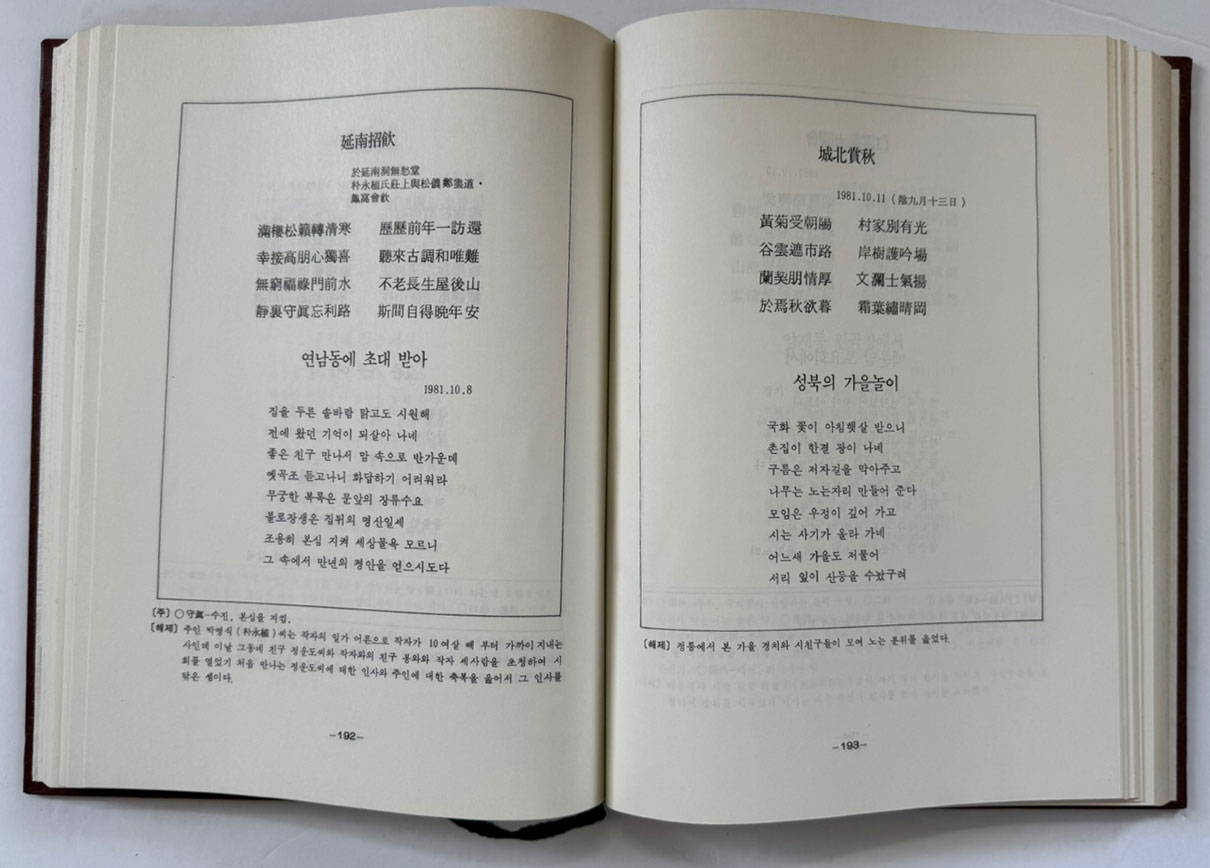 延南招飮
於延南洞無愁堂
朴永植氏莊上與松儂鄭雲道·
鳳窩會飮
滿樓松籟轉清寒 歷歷前年一訪還
幸接高朋心獨喜 聽來古調和唯難
無窮福祿門前水 不老長生屋後山
靜裏守眞忘利路 斯間自得晩年安
연남동에 초대 받아
1981.10.8
집을 두른 솔바람 맑고도 시원해
전에 왔던 기억이 되살아 나네
좋은 친구 만나서 맘 속으로 반가운데
옛곡조 듣고나니 화답하기 어려워라
무궁한 복록은 문앞의 장류수요
불로장생은 집뒤의 명산일세
조용히 본심 지켜 세상물욕 모르니
그 속에서 만년의 평안을 얻으시도다
[주] ○守眞-수진. 본심을 지킴.
[해제] 주인 박영식(朴永植)씨는 작자의 일가 어른으로 작자가 10여살 때 부터 가까이 지내는
사인데 이날 그동에 친구 정운도씨와 작자와의 친구 봉와와 작자 세사람을 초청하여 시
회를 열었기 처음 만나는 정운도씨에 대한 인사와 주인에 대한 축복을 읊어서 그 인사를
닦은 셈이다.
-192-
城北賞秋
1981.10.11 (陰九月十三日)
黃菊受朝陽 村家別有光
谷雲遮市路 岸樹護吟場
蘭契朋情厚 文瀾士氣揚
於焉秋欲暮 霜葉繡晴岡
성북의 가을놀이
국화 꽃이 아침햇살 받으니
촌집이 한결 광이 나네
구름은 저자길을 막아주고
나무는 노는자리 만들어 준다
모임은 우정이 깊어 가고
시는 사기가 올라 가네
어느새 가을도 저물어
서리 잎이 산등을 수놨구려
[해제] 정릉에서 본 가을 경치와 시친구들이 모여 노는 분위를 읊었다.
-193-